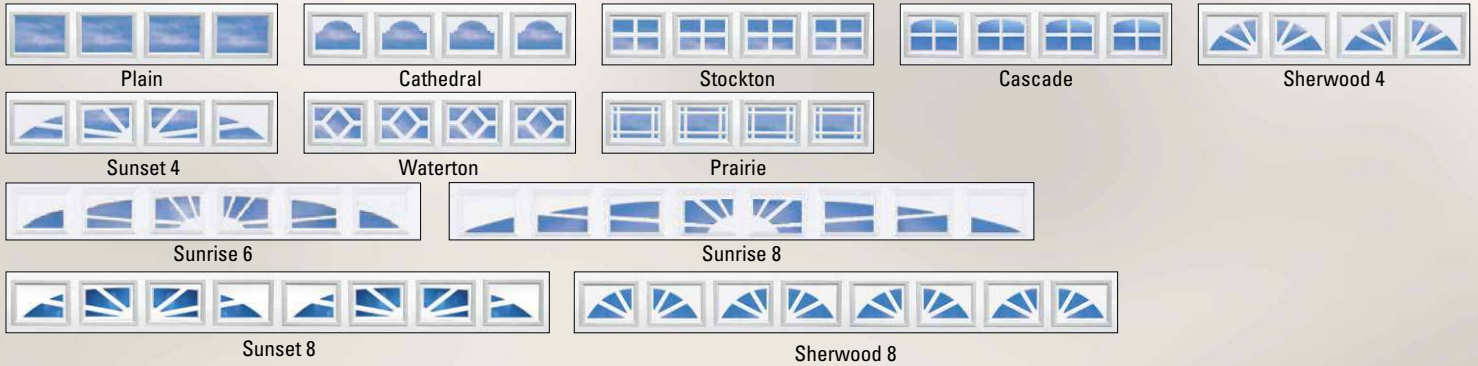 Plain
Cathedral
Stockton
Cascade
Sherwood 4
Sunset 4
Waterton
Prairie
Sunrise 6
Sunrise 8
Sunset 8
Sherwood 8